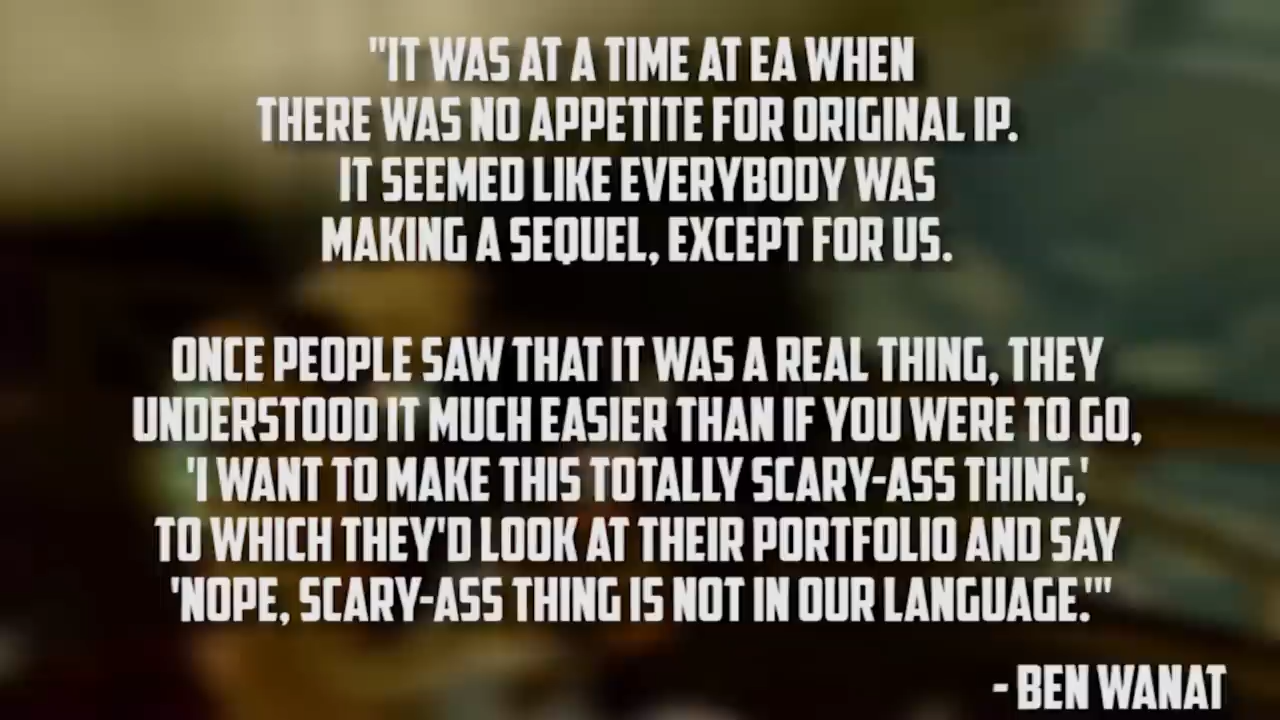 "IT WAS AT A TIME AT EA WHEN
THERE WAS NO APPETITE FOR ORIGINAL IP.
IT SEEMED LIKE EVERYBODY WAS
MAKING A SEQUEL, EXCEPT FOR US.
ONCE PEOPLE SAW THAT IT WAS A REAL THING, THEY
UNDERSTOOD IT MUCH EASIER THAN IF YOU WERE TO GO,
'I WANT TO MAKE THIS TOTALLY SCARY-ASS THING,'
TO WHICH THEY'D LOOK AT THEIR PORTFOLIO AND SAY
'NOPE, SCARY-ASS THING IS NOT IN OUR LANGUAGE.'"
- BEN WANAT